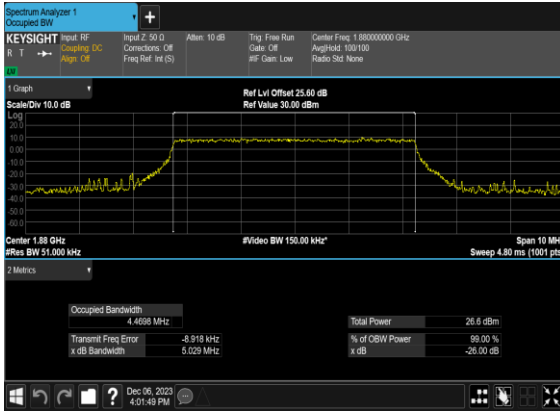 Spectrum Analyzer 1
Occupied BW
+
KEYSIGHT Input: RF Input Z: 50 Ω Atten: 10 dB Trig: Free Run Center Freq: 1.880000000 GHz
R T Coupling: DC Corrections: Off Gate: Off Avg|Hold: 100/100
Align: Off Freq Ref: Int (S) #IF Gain: Low Radio Std: None
1 Graph Ref Lvl Offset 25.60 dB
Scale/Div 10.0 dB Ref Value 30.00 dBm
Log
20.0
10.0
0.00
-10.0
-20.0
-30.0
-40.0
-50.0
-60.0
Center 1.88 GHz #Video BW 150.00 kHz* Span 10 MH
#Res BW 51.000 kHz Sweep 4.80 ms (1001 pts
2 Metrics
Occupied Bandwidth
4.4698 MHz Total Power 26.6 dBm
Transmit Freq Error -8.918 kHz % of OBW Power 99.00 %
x dB Bandwidth 5.029 MHz x dB -26.00 dB
? Dec 06, 2023
4:01:49 PM